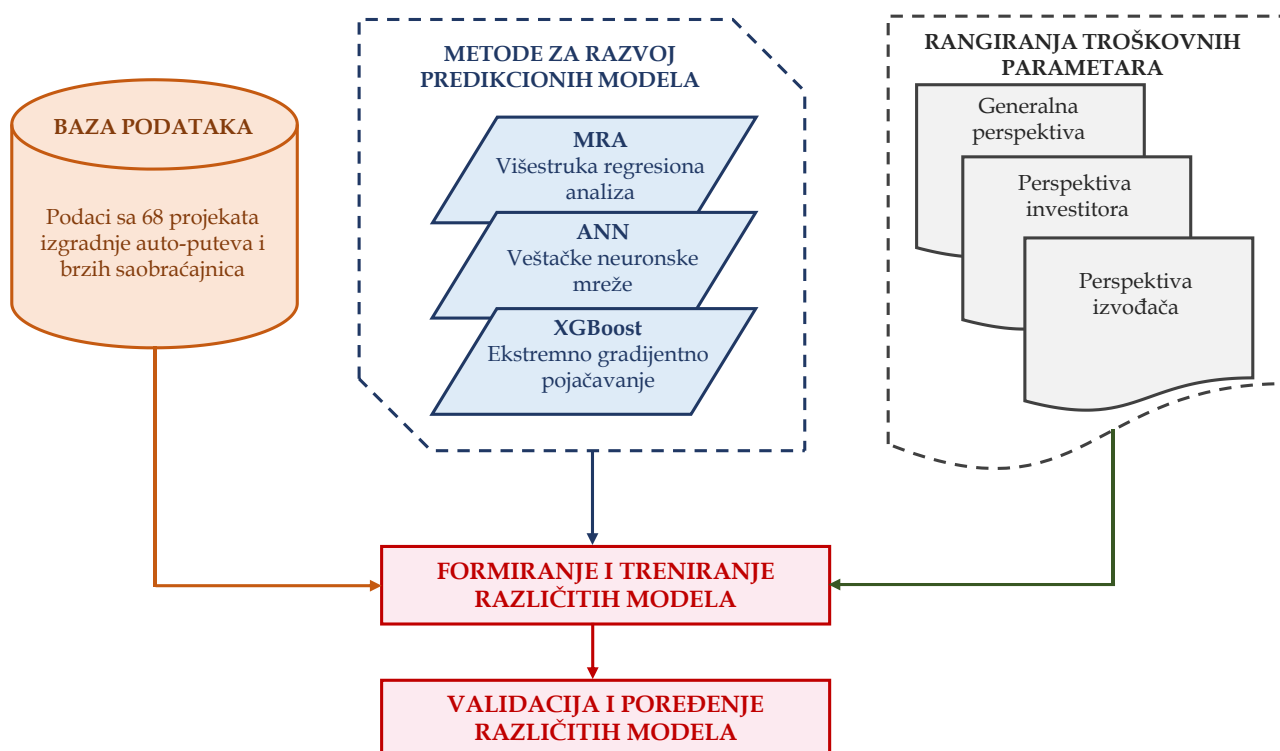 BAZA PODATAKA
Podaci sa 68 projekata
izgradnje auto-puteva i
brzih saobraćajnica
METODE ZA RAZVOJ
PREDIKCIONIH MODELA
MRA
Višestruka regresiona
analiza
ANN
Veštačke neuronske
mreže
XGBoost
Ekstremno gradijentno
pojačavanje
RANGIRANJA TROŠKOVNIH
PARAMETARA
Generalna
perspektiva
Perspektiva
investitora
Perspektiva
izvođača
FORMIRANJE I TRENIRANJE
RAZLIČITIH MODELA
VALIDACIJA I POREĐENJE
RAZLIČITIH MODELA